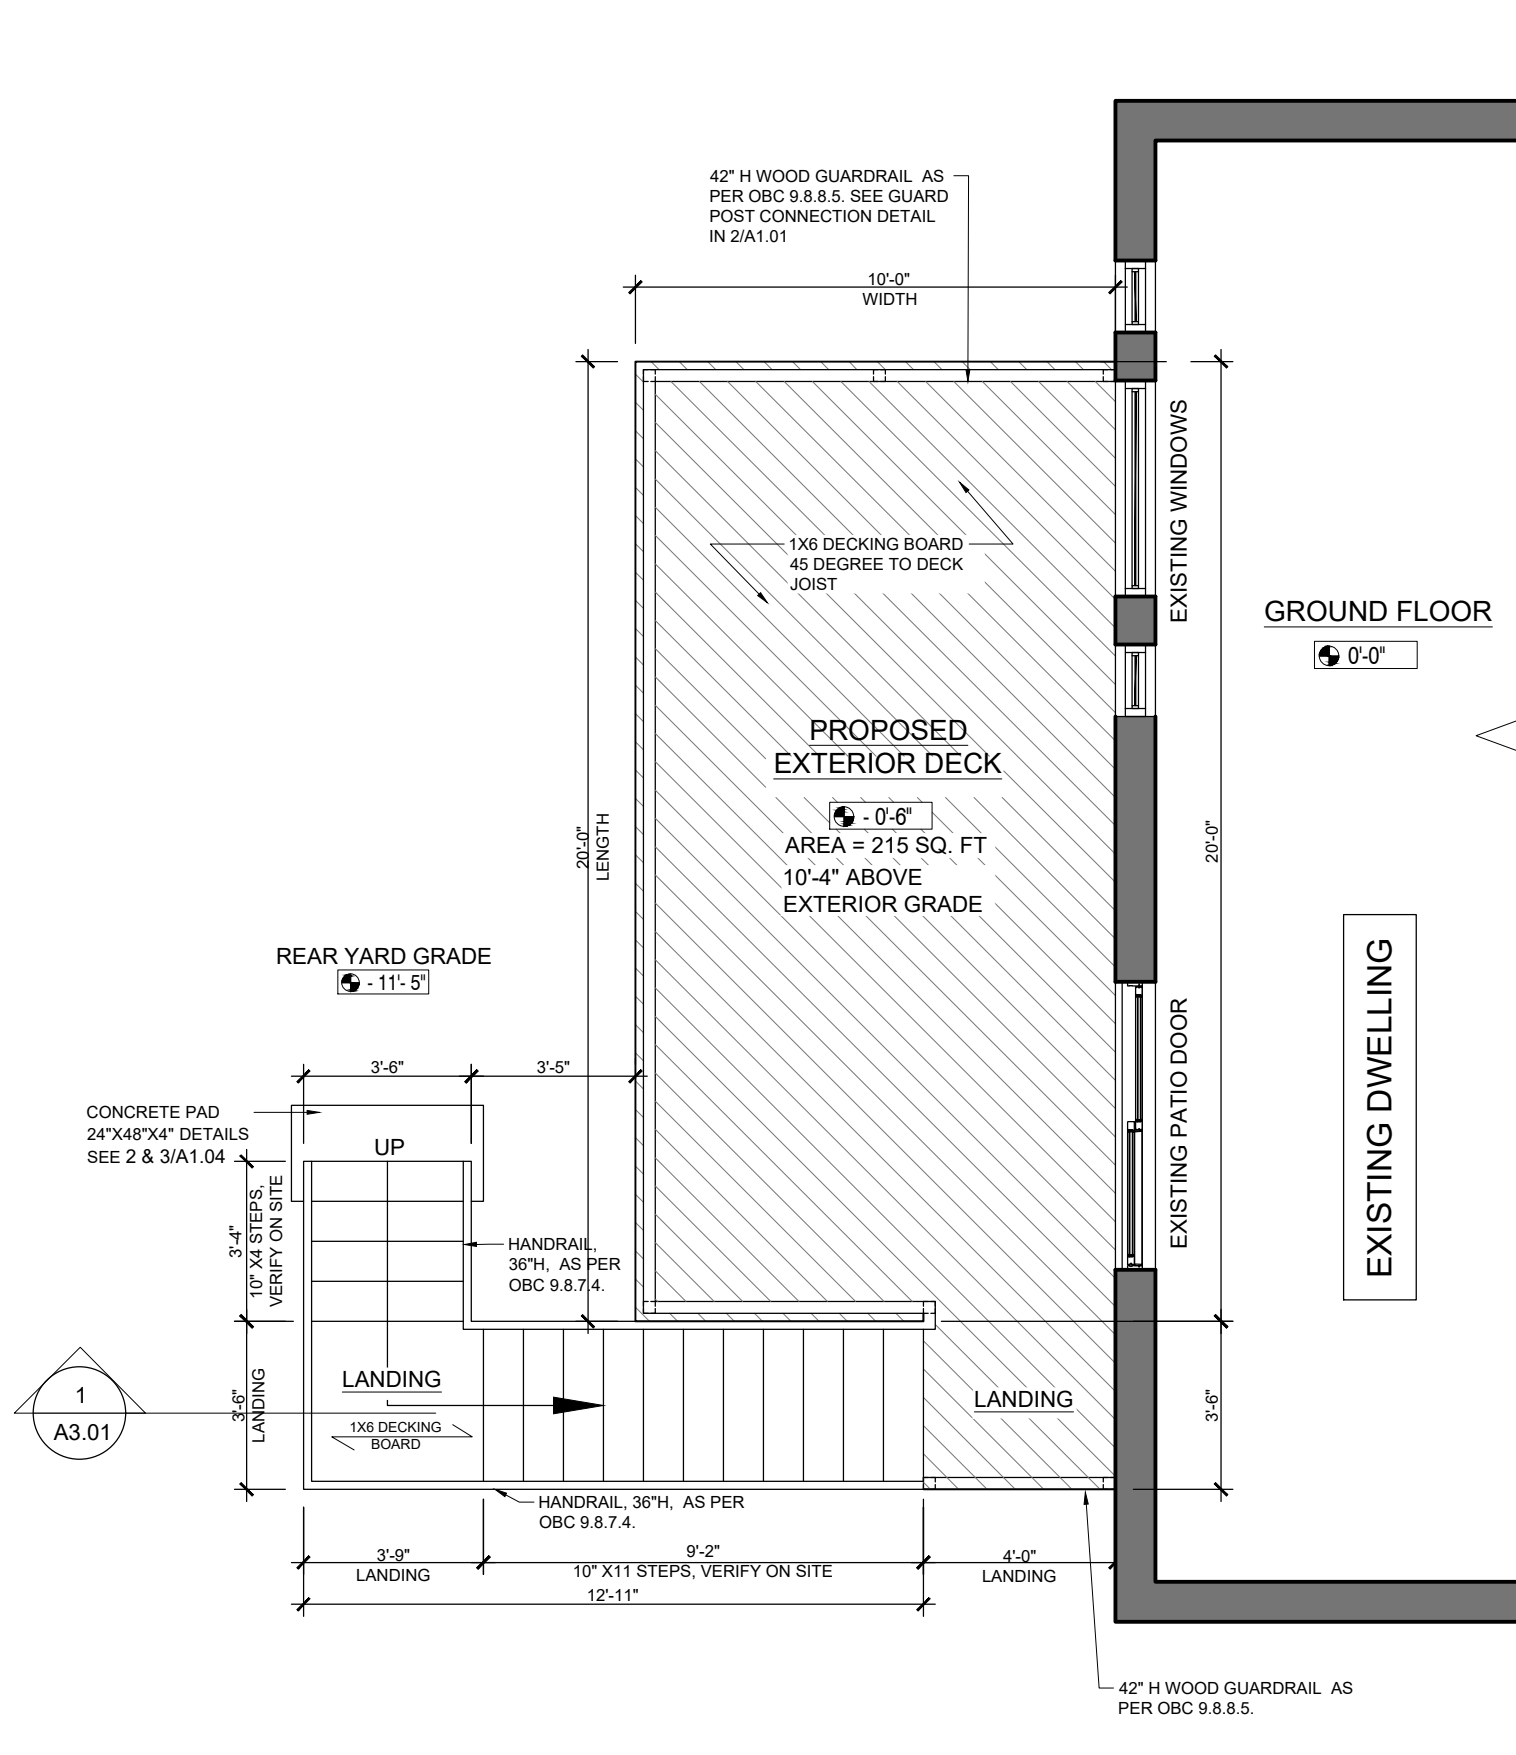 42" H WOOD GUARDRAIL AS
PER OBC 9.8.8.5. SEE GUARD
POST CONNECTION DETAIL
IN 2/A1.01
10'-0"
WIDTH
EXISTING WINDOWS
1X6 DECKING BOARD
45 DEGREE TO DECK
JOIST
GROUND FLOOR
0'-0"
PROPOSED
EXTERIOR DECK
- 0'-6"
AREA = 215 SQ. FT
10'-4" ABOVE
EXTERIOR GRADE
20'-0"
LENGTH
20'-0"
REAR YARD GRADE
- 11'- 5"
EXISTING DWELLING
EXISTING PATIO DOOR
3'-6"
3'-5"
CONCRETE PAD
24"X48"X4" DETAILS
SEE 2 & 3/A1.04
UP
3'-4"
10" X4 STEPS,
VERIFY ON SITE
HANDRAIL,
36"H, AS PER
OBC 9.8.7.4.
1
A3.01
3'-6"
LANDING
LANDING
1X6 DECKING
BOARD
LANDING
3'-6"
HANDRAIL, 36"H, AS PER
OBC 9.8.7.4.
3'-9"
LANDING
9'-2"
10" X11 STEPS, VERIFY ON SITE
4'-0"
LANDING
12'-11"
42" H WOOD GUARDRAIL AS
PER OBC 9.8.8.5.